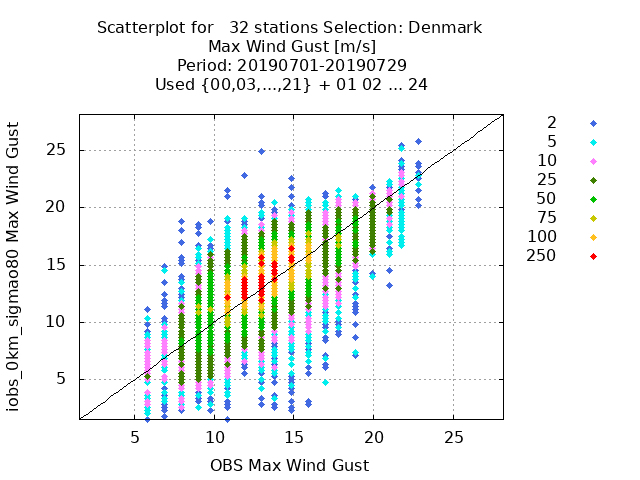 Scatterplot for   32 stations Selection: Denmark
Max Wind Gust [m/s]
Period: 20190701-20190729
Used {00,03,...,21} + 01 02 ... 24
iobs_0km_sigmao80 Max Wind Gust
25
20
15
10
5
5 10 15 20 25
OBS Max Wind Gust
2
5
10
25
50
75
100
250